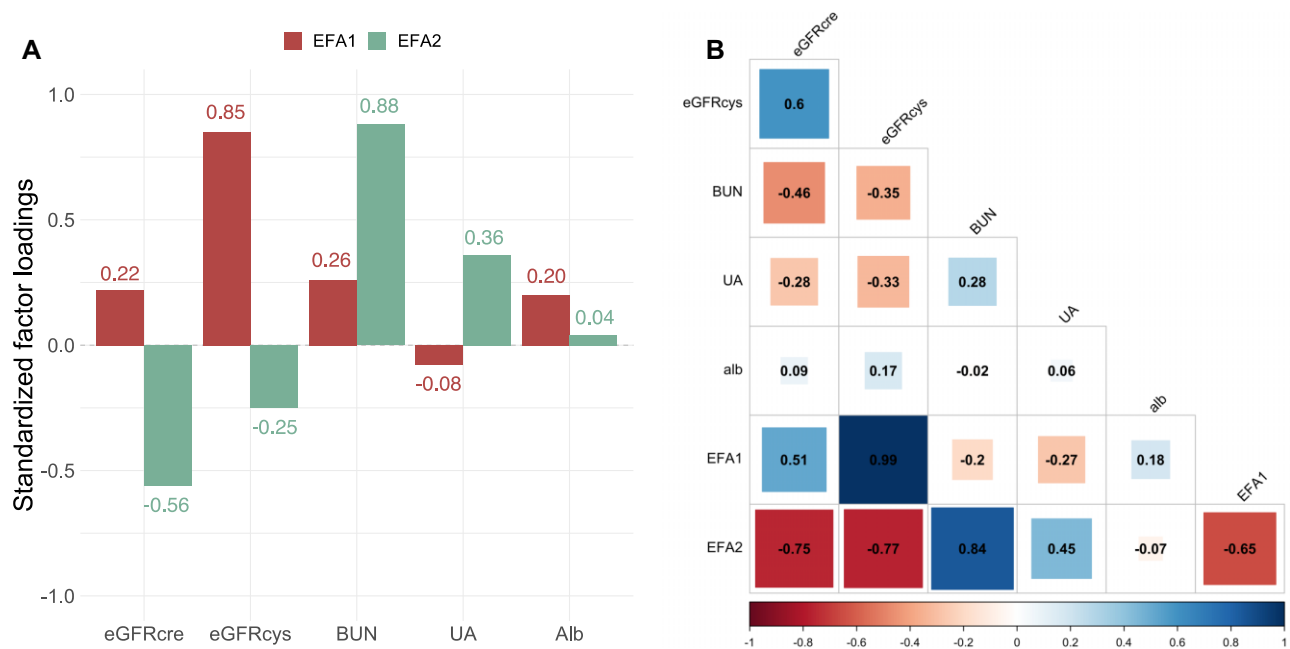 A
EFA1 EFA2
Standardized factor loadings
1.0
0.5
0.0
-0.5
-1.0
0.22
-0.56
0.85
-0.25
0.26
0.88
-0.08
0.36
0.20
0.04
eGFRcre eGFRcys BUN UA Alb
B
eGFRcre
eGFRcys 0.6 eGFRcys
BUN -0.46 -0.35 BUN
UA -0.28 -0.33 0.28 UA
alb 0.09 0.17 -0.02 0.06 alb
EFA1 0.51 0.99 -0.2 -0.27 0.18 EFA1
EFA2 -0.75 -0.77 0.84 0.45 -0.07 -0.65
-1 -0.8 -0.6 -0.4 -0.2 0 0.2 0.4 0.6 0.8 1